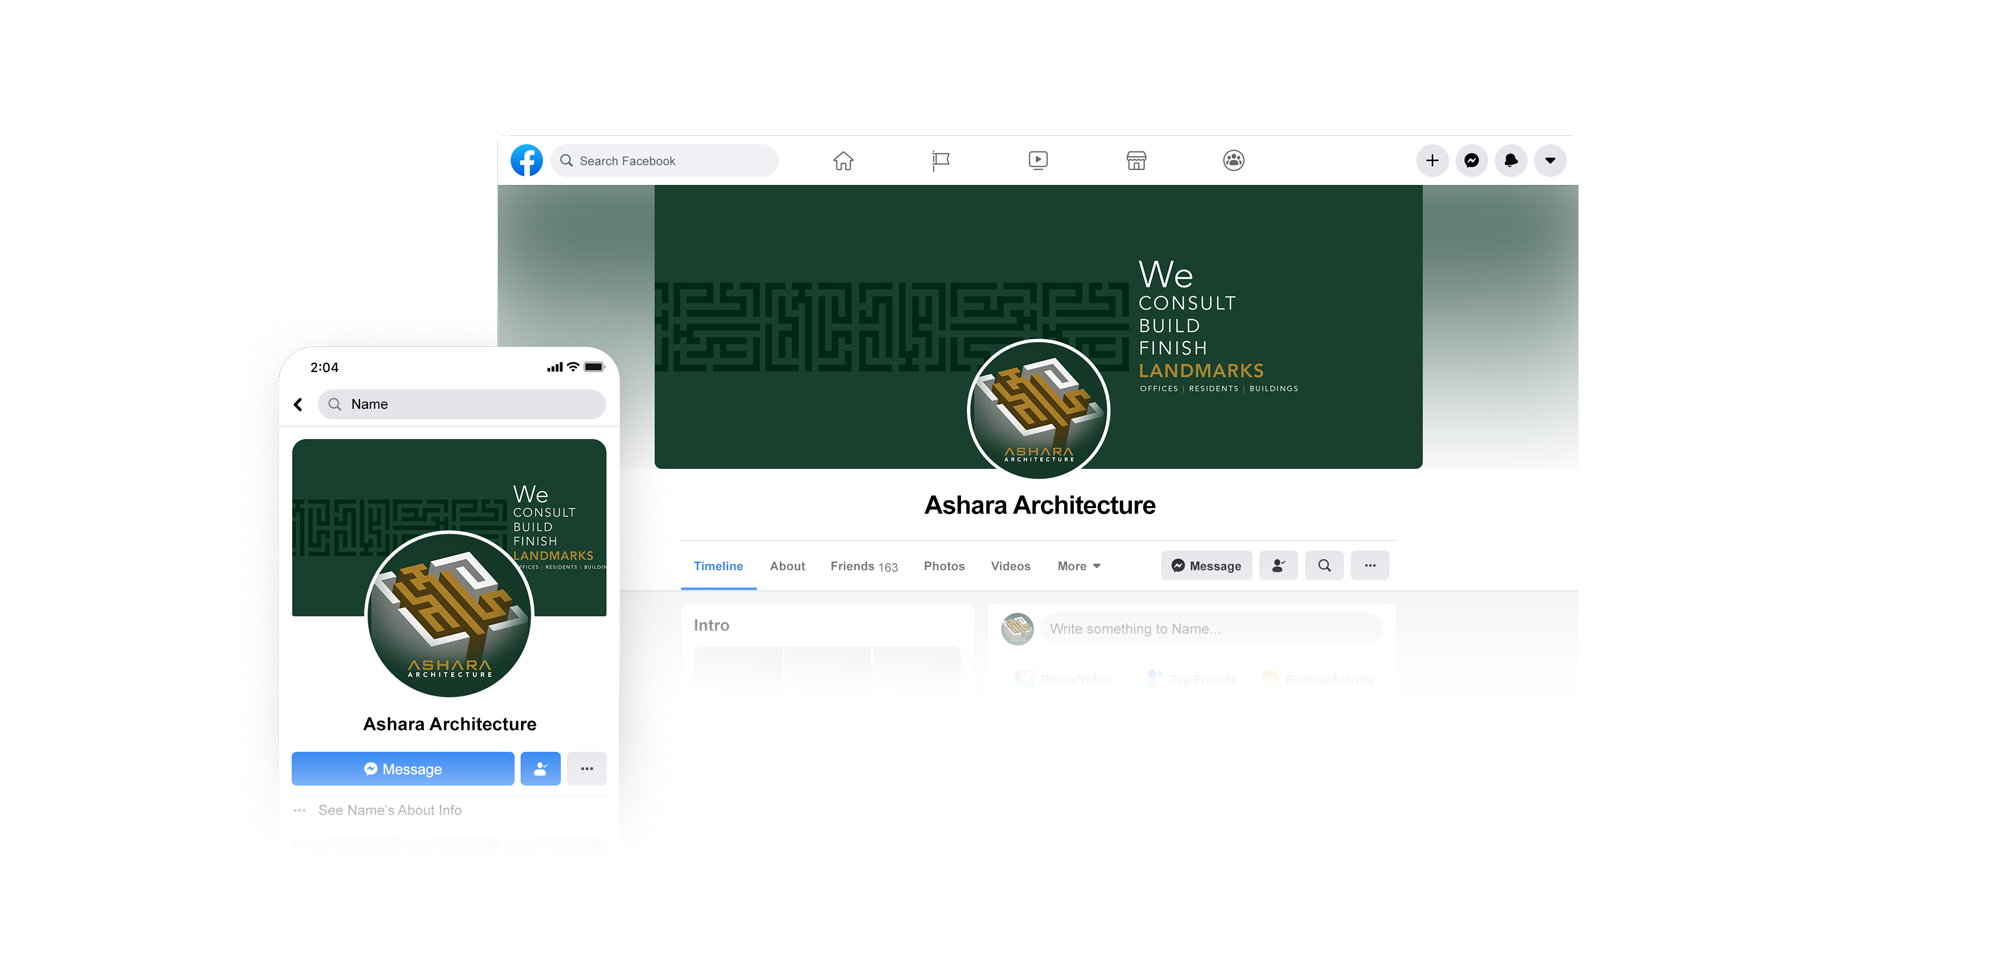 Search Facebook
We
CONSULT
BUILD
FINISH
LANDMARKS
OFFICES | RESIDENTS | BUILDINGS
ASHARA
ARCHITECTURE
Ashara Architecture
Timeline About Friends 163 Photos Videos More Message
Intro
Write something to Name...
Photo/Video Tag Friends Feeling/Activity
2:04
Name
We
CONSULT
BUILD
FINISH
LANDMARKS
FFICES | RESIDENTS | BUILDIN
ASHARA
ARCHITECTURE
Ashara Architecture
Message
See Name's About Info